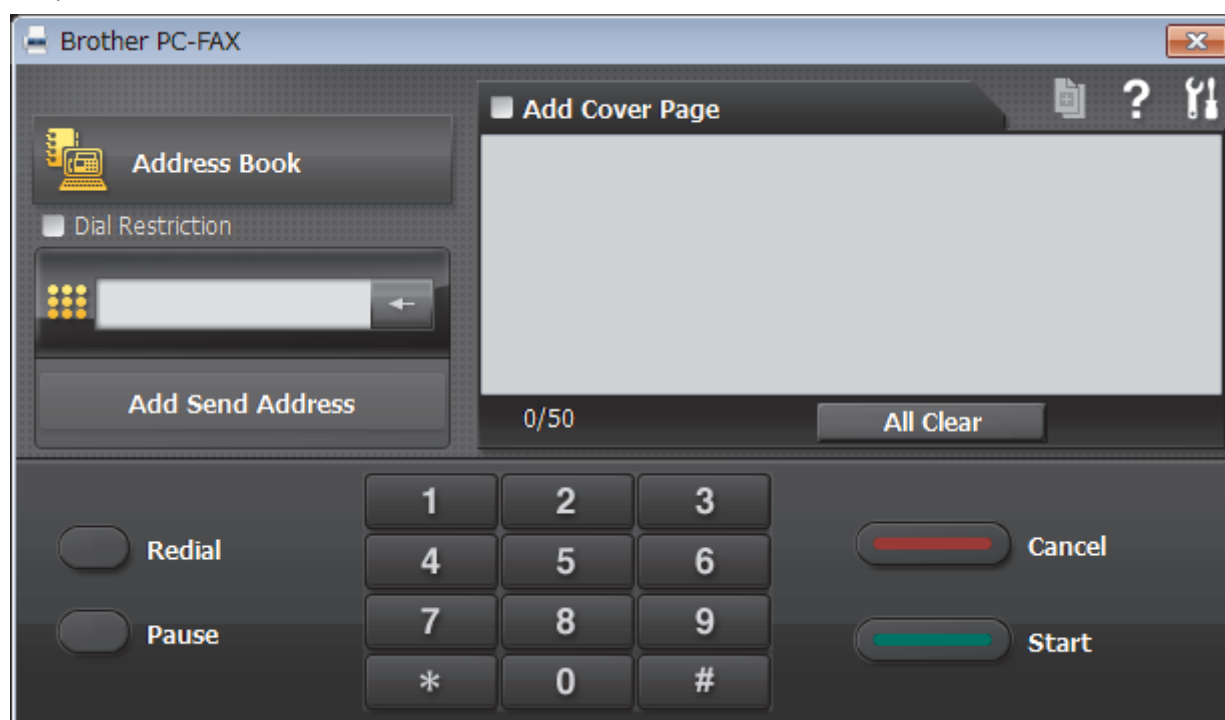 Brother PC-FAX
Add Cover Page
?
Address Book
Dial Restriction
Add Send Address
0/50
All Clear
1 2 3
Redial
4 5 6
Cancel
Pause
7 8 9
Start
* 0 #